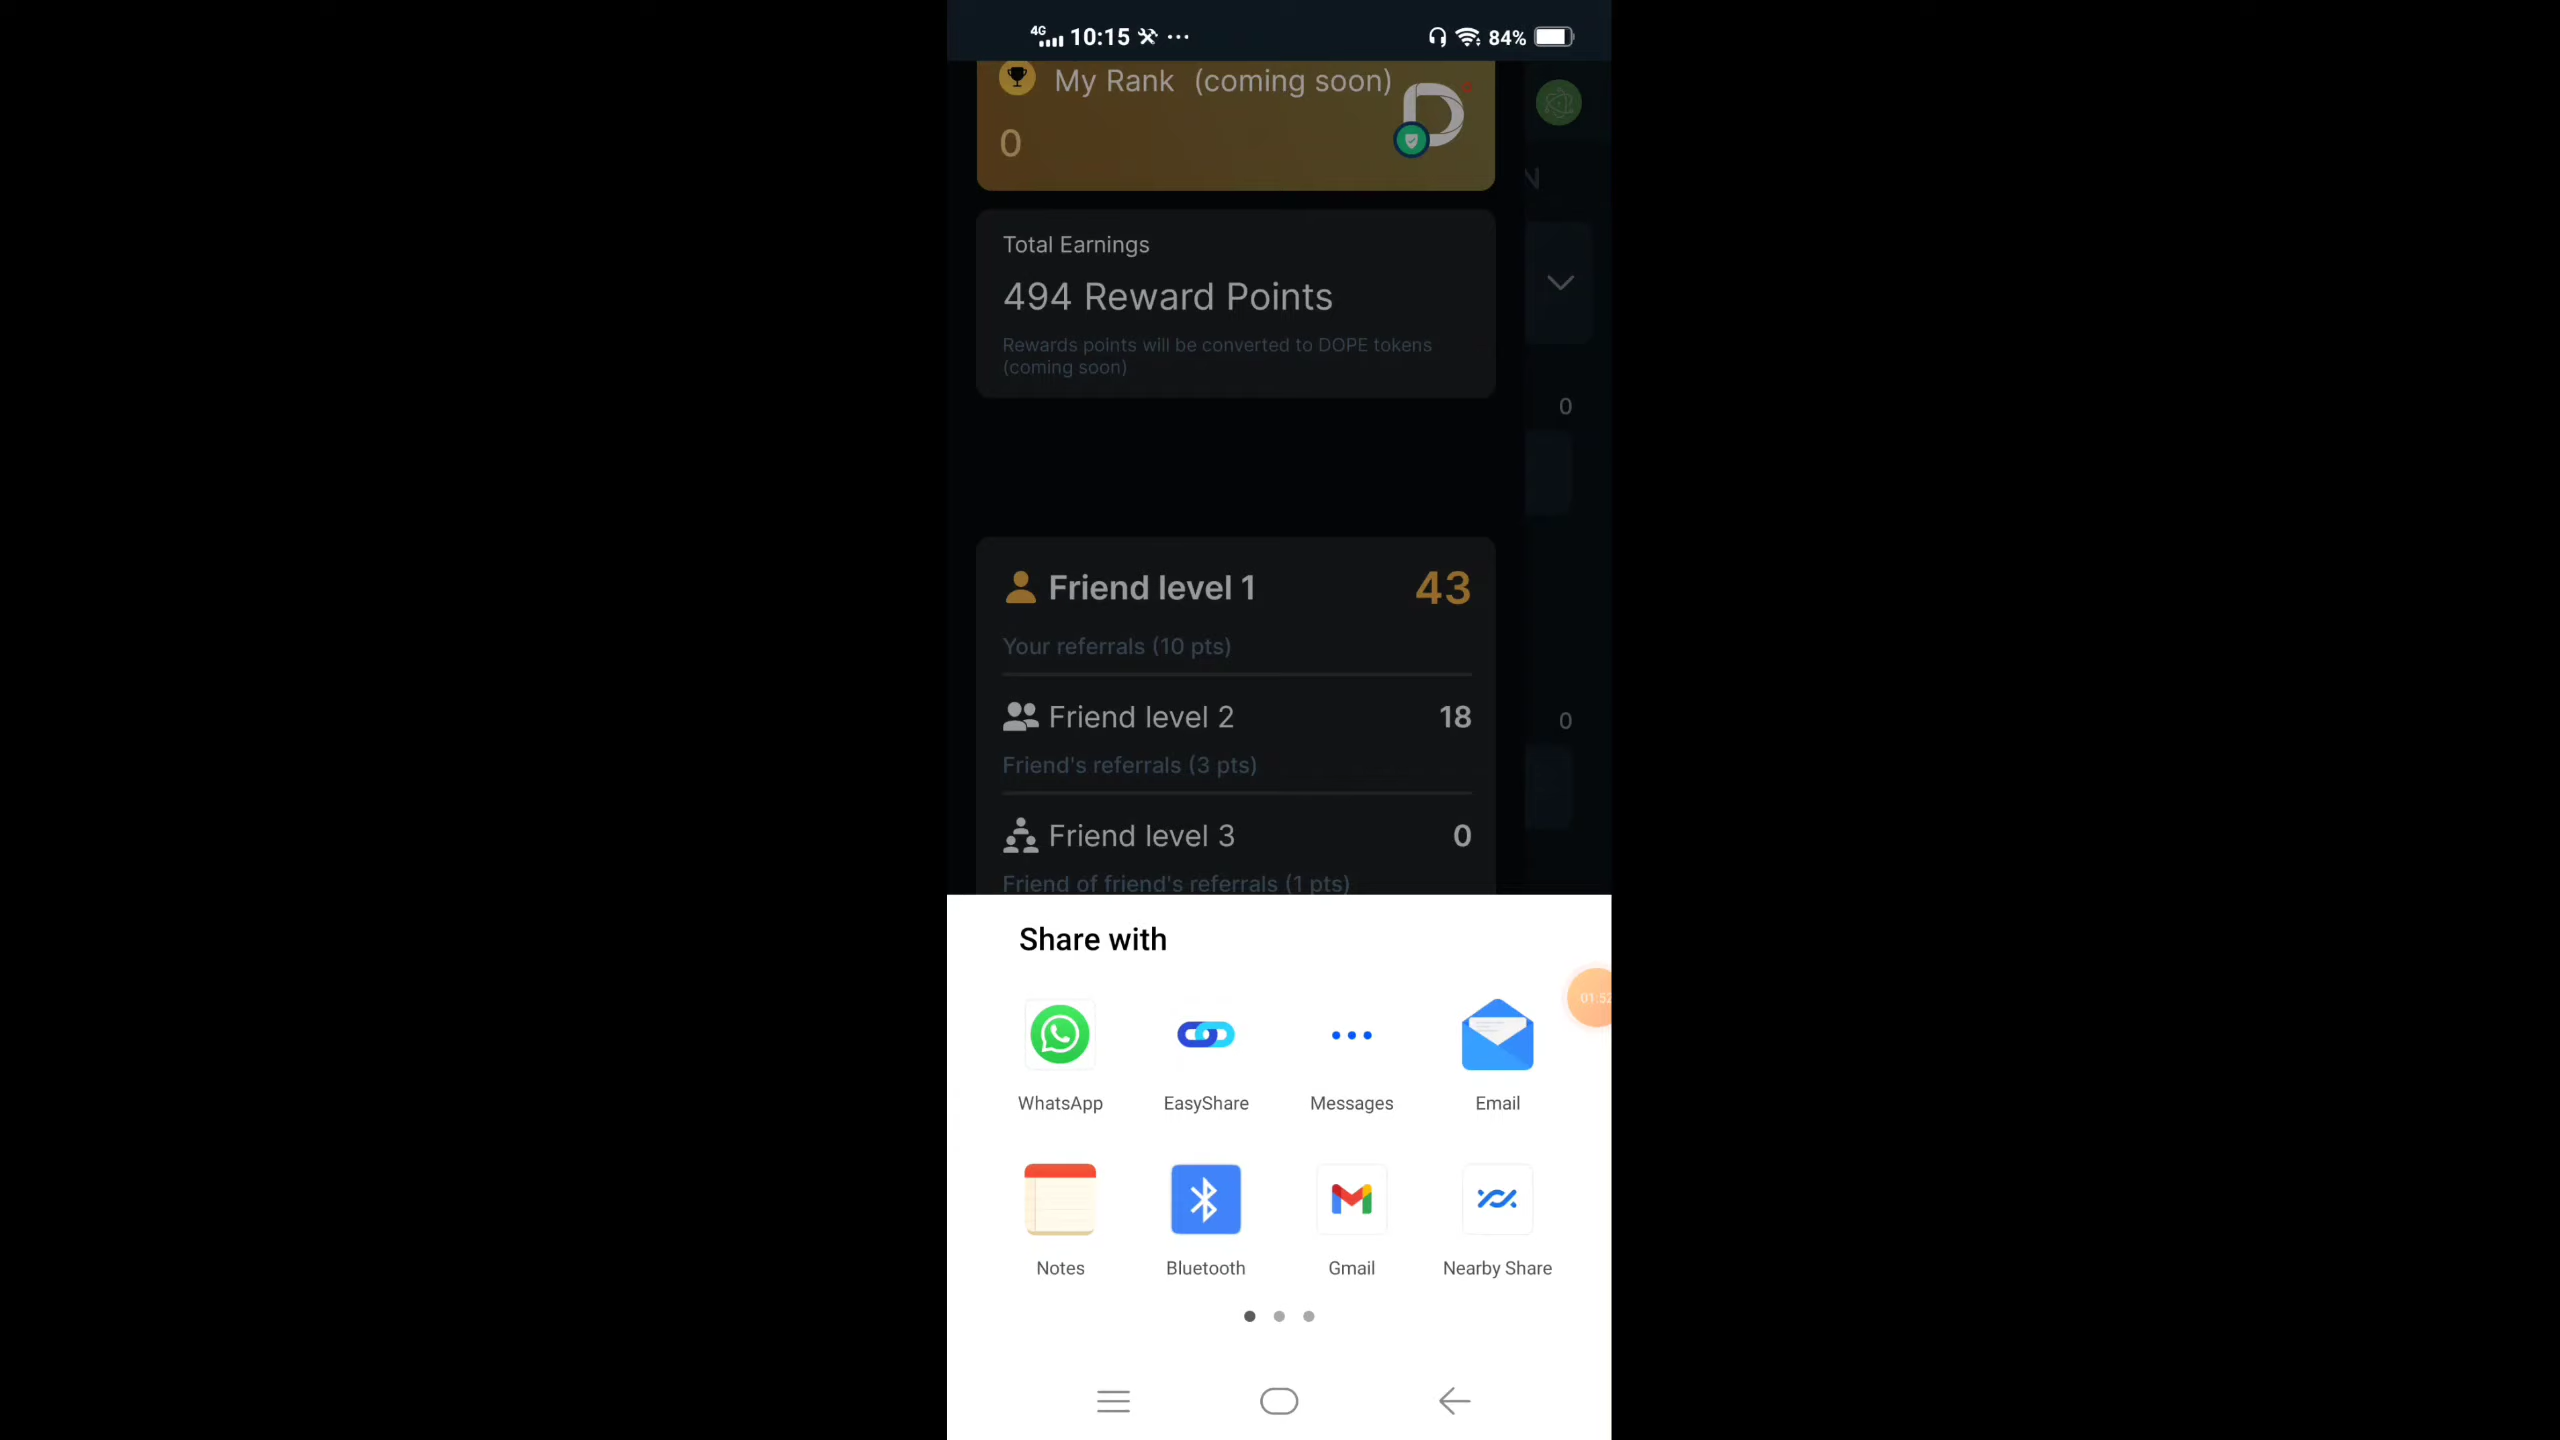 4G 10:15 84%
My Rank (coming soon)
0
N
Total Earnings
494 Reward Points
Rewards points will be converted to DOPE tokens
(coming soon)
0
Friend level 1 43
Your referrals (10 pts)
Friend level 2 18
0
Friend's referrals (3 pts)
Friend level 3 0
Friend of friend's referrals (1 pts)
Share with
01:52
WhatsApp EasyShare Messages Email
Notes Bluetooth Gmail Nearby Share